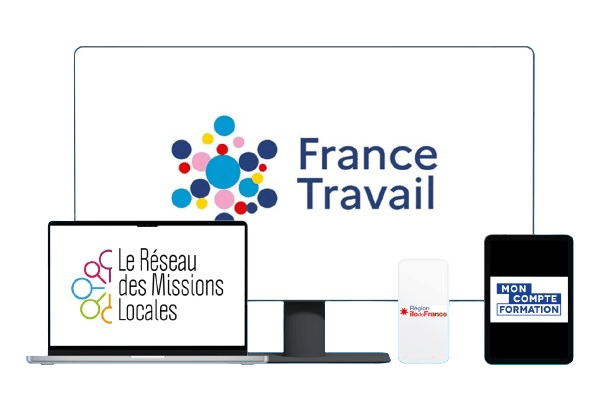 France
Travail
Le Réseau
des Missions
Locales
Région
îledeFrance
MON
COMPTE
FORMATION